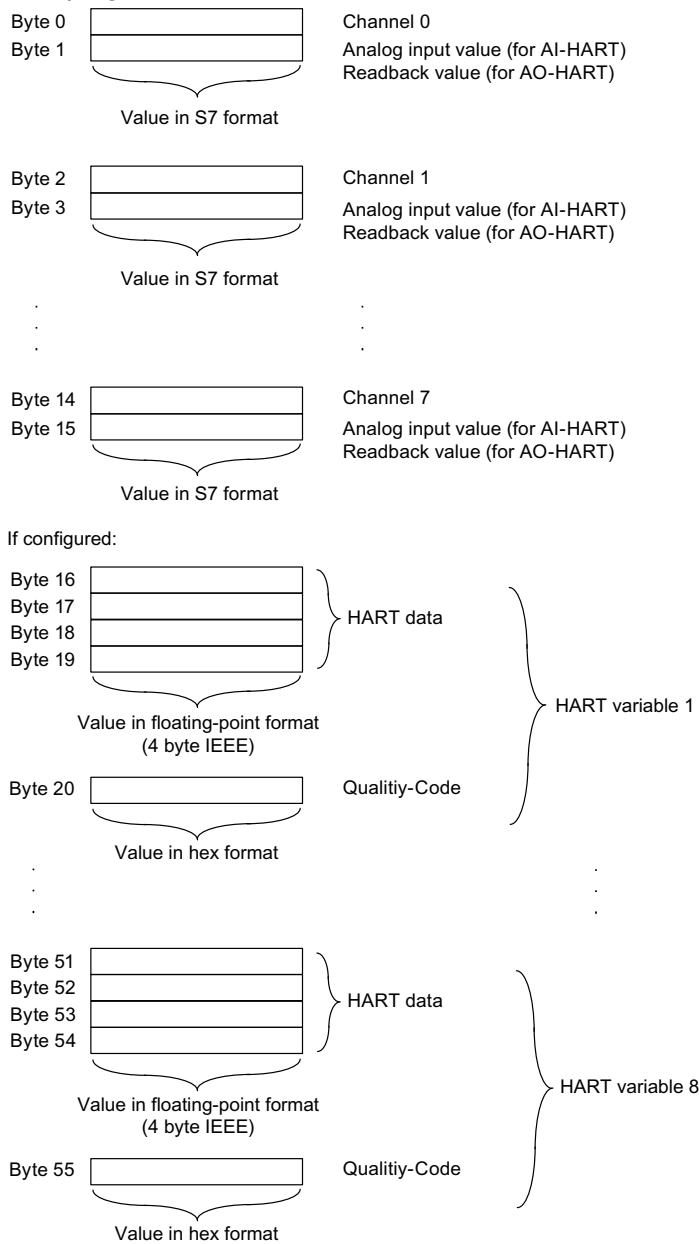 Byte 0 Channel 0
Byte 1 Analog input value (for AI-HART)
Readback value (for AO-HART)
Value in S7 format
Byte 2 Channel 1
Byte 3 Analog input value (for AI-HART)
Readback value (for AO-HART)
Value in S7 format
Byte 14 Channel 7
Byte 15 Analog input value (for AI-HART)
Readback value (for AO-HART)
Value in S7 format
If configured:
Byte 16
Byte 17
HART data
Byte 18
Byte 19
HART variable 1
Value in floating-point format
(4 byte IEEE)
Byte 20 Qualitiy-Code
Value in hex format
Byte 51
Byte 52
HART data
Byte 53
Byte 54
HART variable 8
Value in floating-point format
(4 byte IEEE)
Byte 55 Qualitiy-Code
Value in hex format